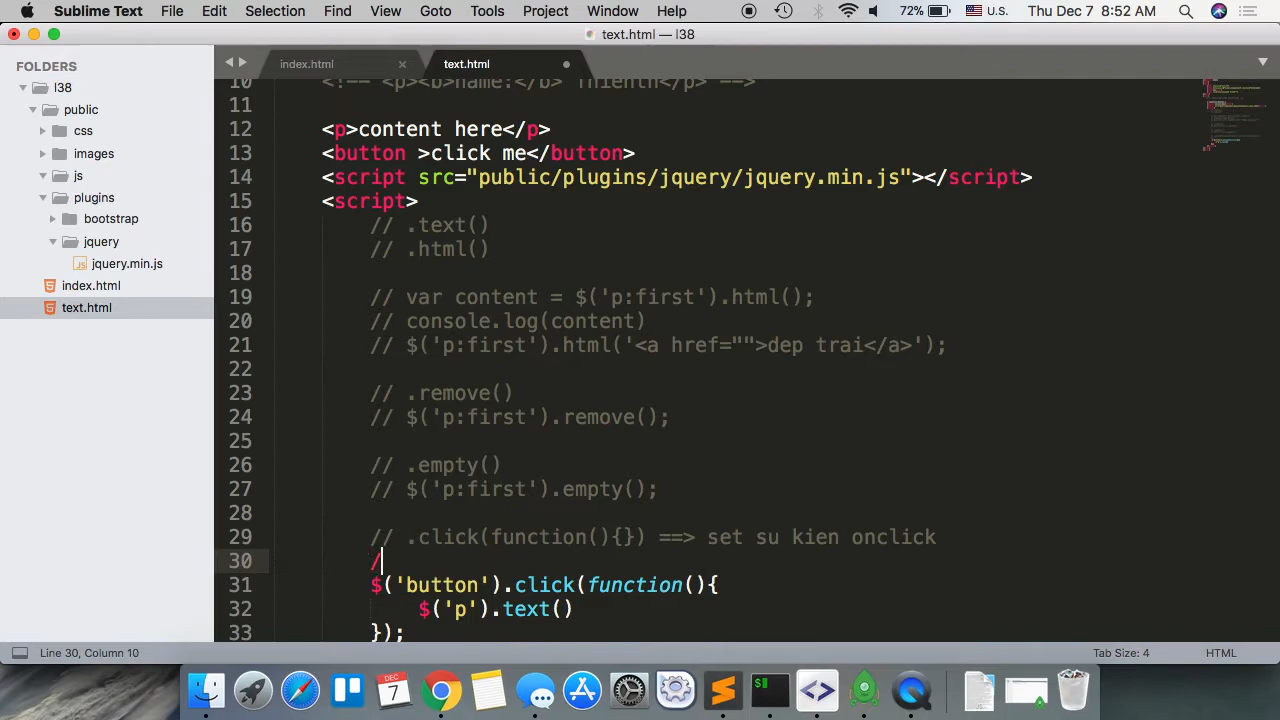 Sublime Text File Edit Selection Find View Goto Tools Project Window Help 72% U.S. Thu Dec 7 8:52 AM
text.html — l38
FOLDERS
l38
public
css
images
js
plugins
bootstrap
jquery
jquery.min.js
index.html
text.html
index.html × text.html
10 <!-- <p><b>name:</b> Thienth</p> -->
11
12 <p>content here</p>
13 <button >click me</button>
14 <script src="public/plugins/jquery/jquery.min.js"></script>
15 <script>
16 // .text()
17 // .html()
18
19 // var content = $('p:first').html();
20 // console.log(content)
21 // $('p:first').html('<a href="">dep trai</a>');
22
23 // .remove()
24 // $('p:first').remove();
25
26 // .empty()
27 // $('p:first').empty();
28
29 // .click(function(){}) ==> set su kien onclick
30 /
31 $('button').click(function(){
32 $('p').text()
33 });
Line 30, Column 10 Tab Size: 4 HTML
DEC
7
$